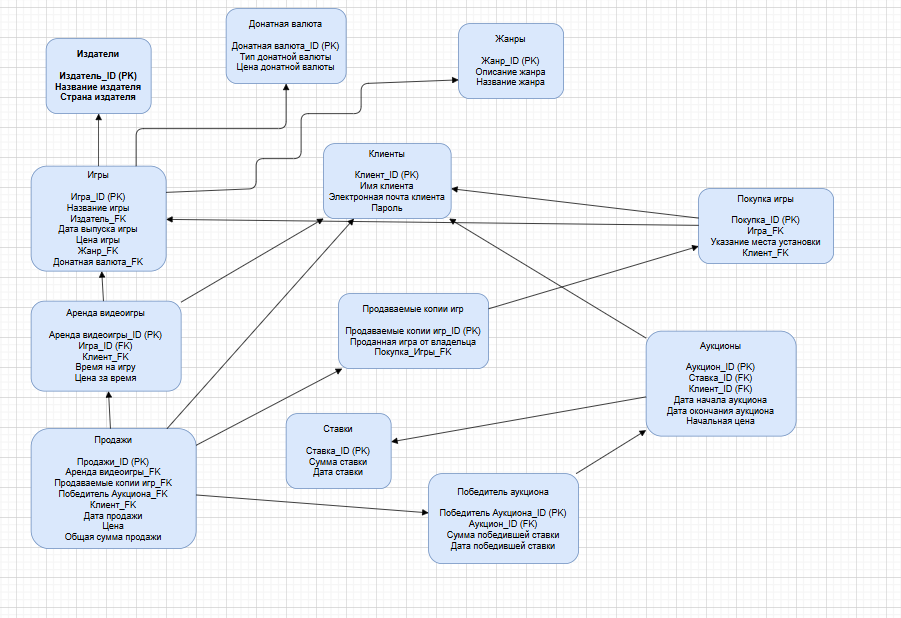 Издатели
Издатель_ID (PK)
Название издателя
Страна издателя
Донатная валюта
Донатная валюта_ID (PK)
Тип донатной валюты
Цена донатной валюты
Жанры
Жанр_ID (PK)
Описание жанра
Название жанра
Игры
Игра_ID (PK)
Название игры
Издатель_FK
Дата выпуска игры
Цена игры
Жанр_FK
Донатная валюта_FK
Клиенты
Клиент_ID (PK)
Имя клиента
Электронная почта клиента
Пароль
Покупка игры
Покупка_ID (PK)
Игра_FK
Указание места установки
Клиент_FK
Аренда видеоигры
Аренда видеоигры_ID (PK)
Игра_ID (FK)
Клиент_FK
Время на игру
Цена за время
Продаваемые копии игр
Продаваемые копии игр_ID (PK)
Проданная игра от владельца
Покупка_Игры_FK
Аукционы
Аукцион_ID (PK)
Ставка_ID (FK)
Клиент_ID (FK)
Дата начала аукциона
Дата окончания аукциона
Начальная цена
Продажи
Продажи_ID (PK)
Аренда видеоигры_FK
Продаваемые копии игр_FK
Победитель Аукциона_FK
Клиент_FK
Дата продажи
Цена
Общая сумма продажи
Ставки
Ставка_ID (PK)
Сумма ставки
Дата ставки
Победитель аукциона
Победитель Аукциона_ID (PK)
Аукцион_ID (FK)
Сумма победившей ставки
Дата победившей ставки